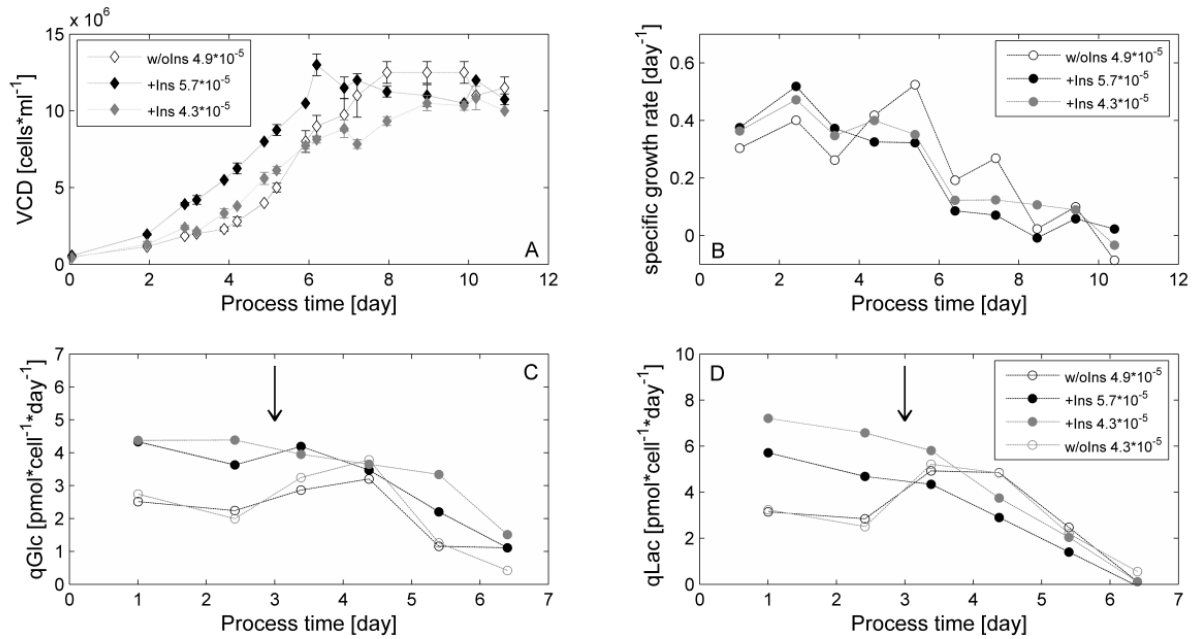 x 10⁶
15
10
5
0
VCD [cells*ml⁻¹]
w/oIns 4.9*10⁻⁵
+Ins 5.7*10⁻⁵
+Ins 4.3*10⁻⁵
A
0 2 4 6 8 10 12
Process time [day]
0.6
0.4
0.2
0
specific growth rate [day⁻¹]
w/oIns 4.9*10⁻⁵
+Ins 5.7*10⁻⁵
+Ins 4.3*10⁻⁵
B
0 2 4 6 8 10 12
Process time [day]
7
6
5
4
3
2
1
0
qGlc [pmol*cell⁻¹*day⁻¹]
C
0 1 2 3 4 5 6 7
Process time [day]
10
8
6
4
2
0
qLac [pmol*cell⁻¹*day⁻¹]
D
w/oIns 4.9*10⁻⁵
+Ins 5.7*10⁻⁵
+Ins 4.3*10⁻⁵
w/oIns 4.3*10⁻⁵
0 1 2 3 4 5 6 7
Process time [day]